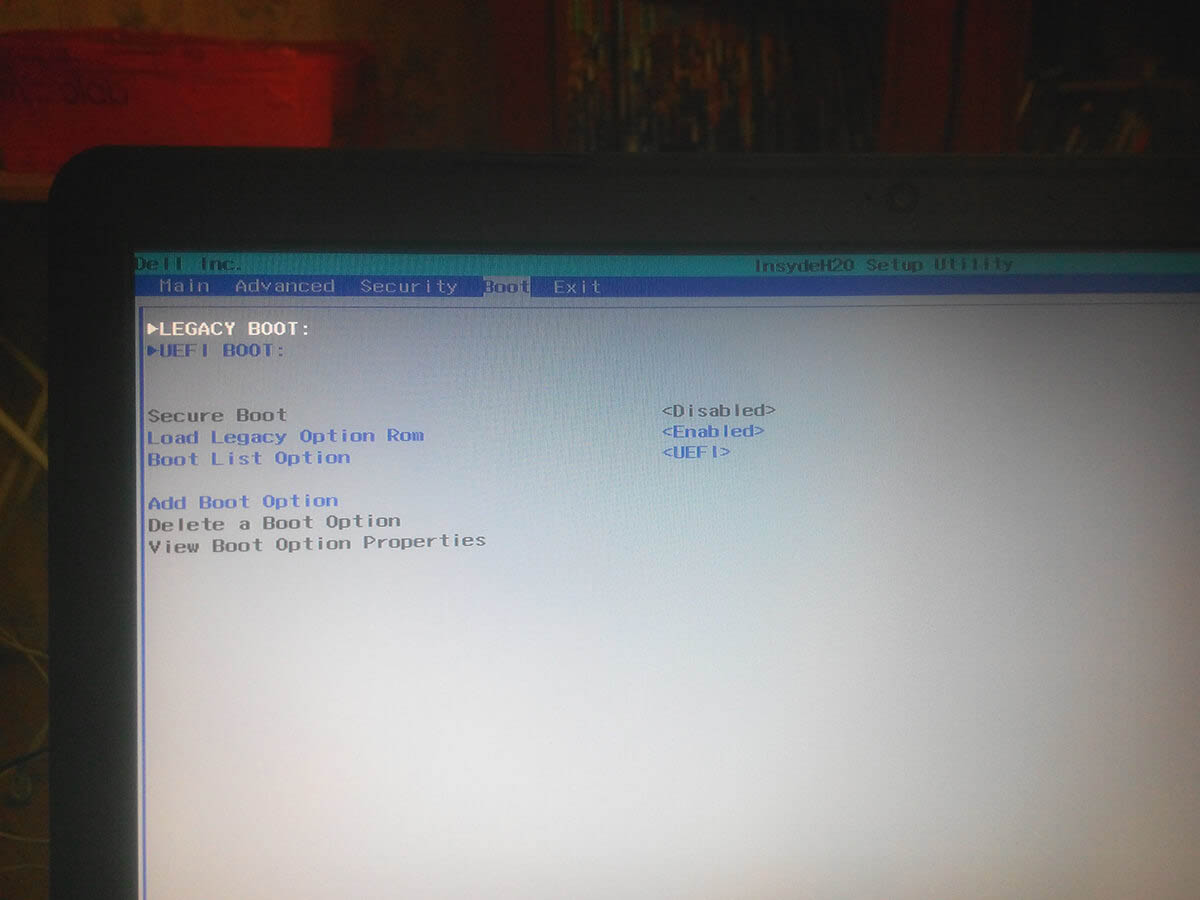 Dell Inc.
InsydeH20 Setup Utility
Main Advanced Security Boot Exit
▶LEGACY BOOT:
▶UEFI BOOT:
Secure Boot <Disabled>
Load Legacy Option Rom <Enabled>
Boot List Option <UEFI>
Add Boot Option
Delete a Boot Option
View Boot Option Properties